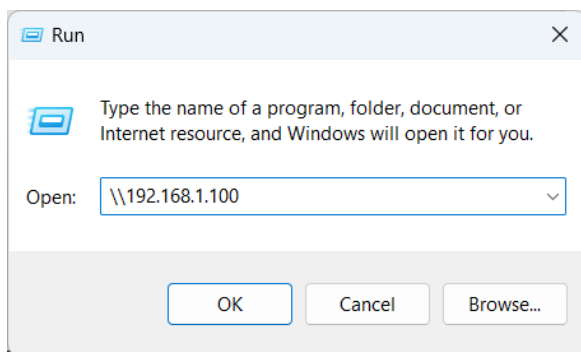 Run
Type the name of a program, folder, document, or
Internet resource, and Windows will open it for you.
Open: \\192.168.1.100
OK Cancel Browse...